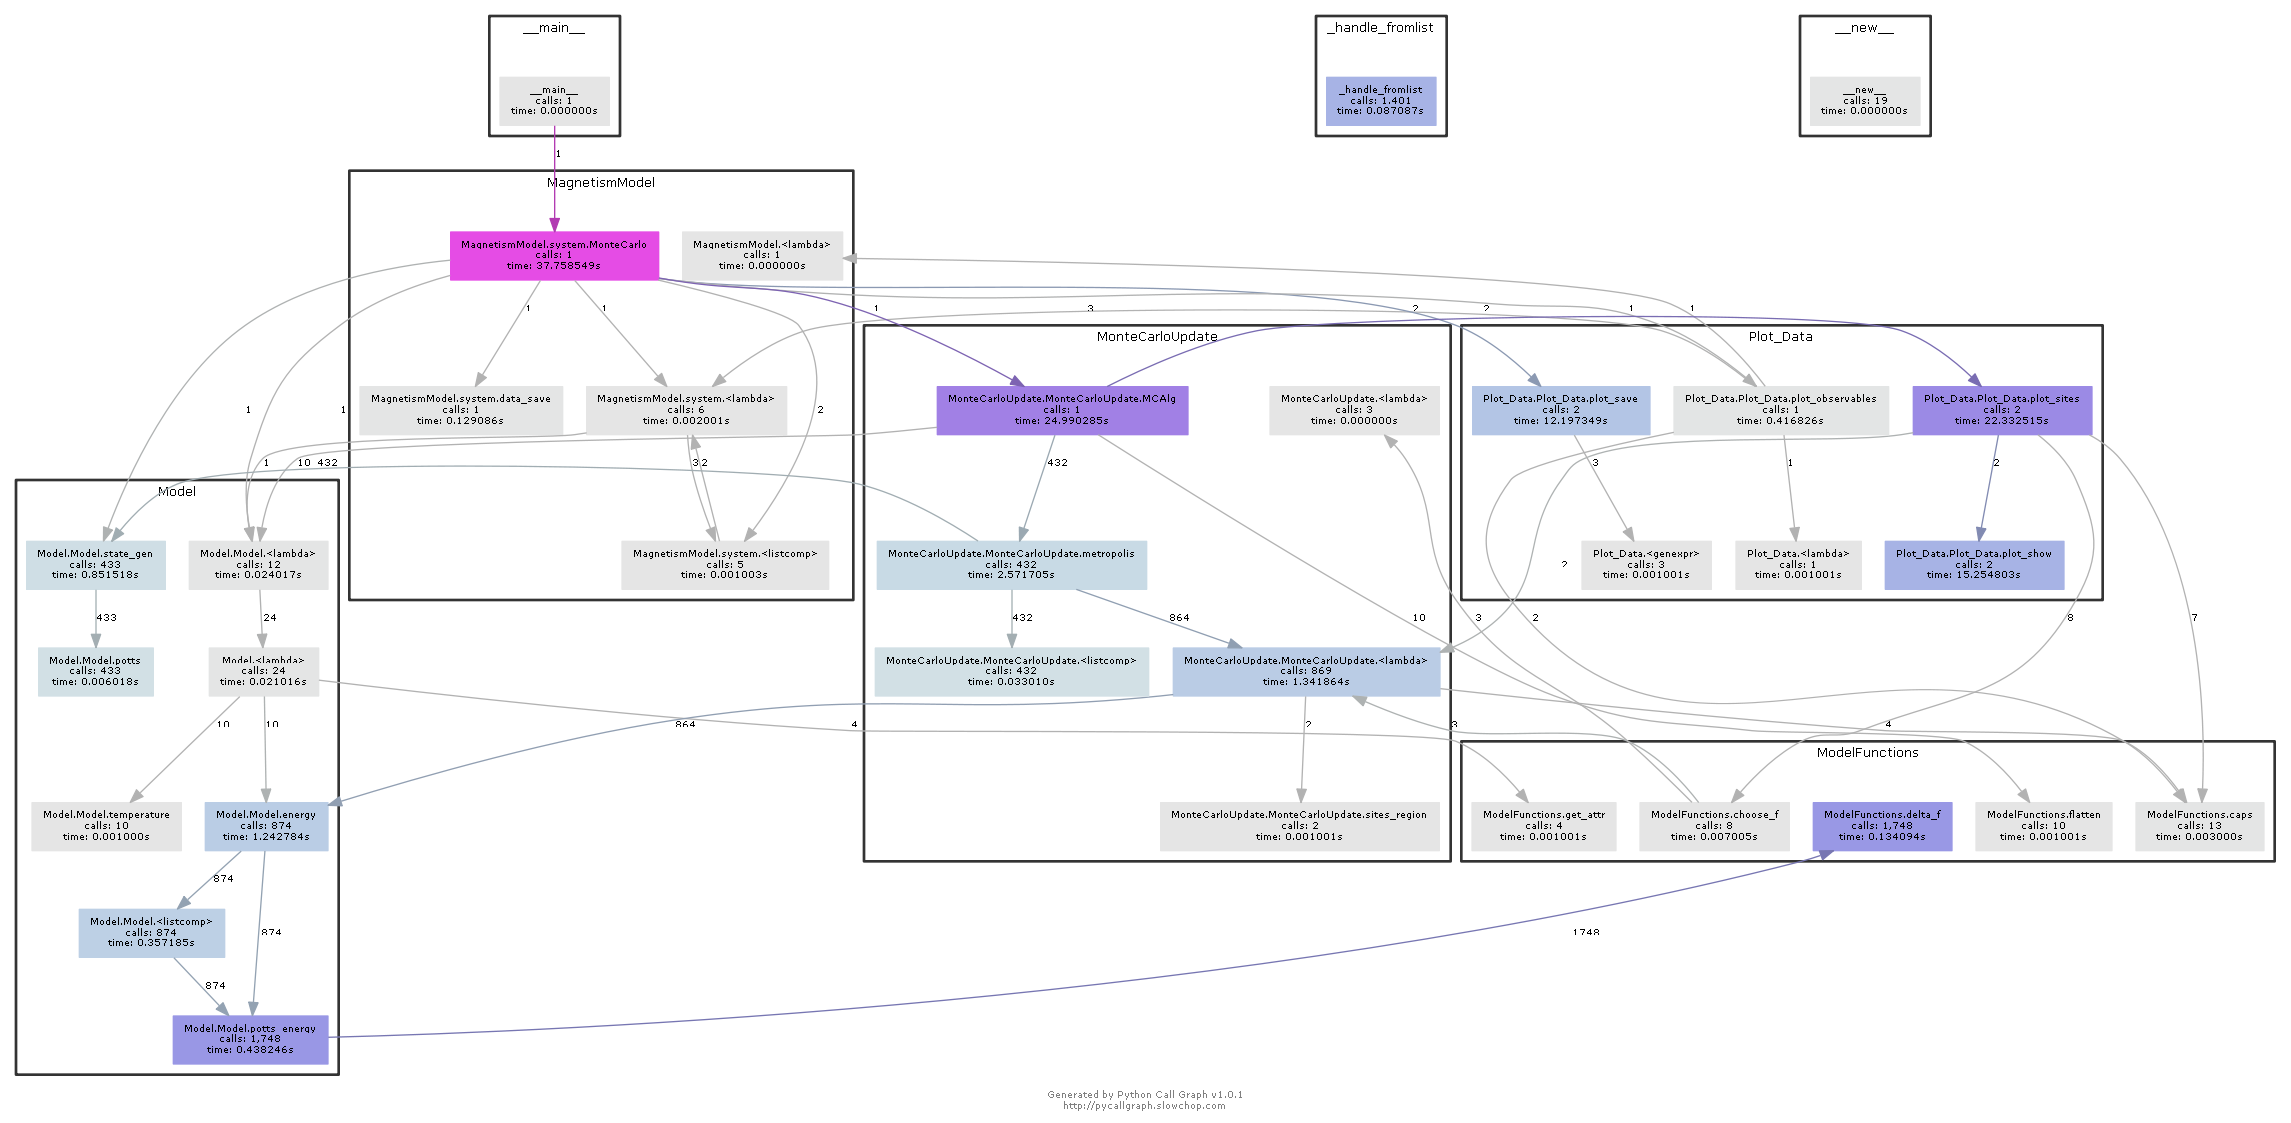 __main__
_handle_fromlist
__new__
__main__
calls: 1
time: 0.000000s
_handle_fromlist
calls: 1,401
time: 0.087087s
__new__
calls: 19
time: 0.000000s
1
MagnetismModel
MagnetismModel.system.MonteCarlo
calls: 1
time: 37.758549s
MagnetismModel.<lambda>
calls: 1
time: 0.000000s
1
1
1
3
2
2
1
1
MonteCarloUpdate
Plot_Data
MagnetismModel.system.data_save
calls: 1
time: 0.129086s
MagnetismModel.system.<lambda>
calls: 6
time: 0.002001s
MonteCarloUpdate.MonteCarloUpdate.MCAlg
calls: 1
time: 24.990285s
MonteCarloUpdate.<lambda>
calls: 3
time: 0.000000s
Plot_Data.Plot_Data.plot_save
calls: 2
time: 12.197349s
Plot_Data.Plot_Data.plot_observables
calls: 1
time: 0.416826s
Plot_Data.Plot_Data.plot_sites
calls: 2
time: 22.332515s
1
1
2
1
10
432
3
2
432
3
1
2
Model
Model.Model.state_gen
calls: 433
time: 0.851518s
Model.Model.<lambda>
calls: 12
time: 0.024017s
MagnetismModel.system.<listcomp>
calls: 5
time: 0.001003s
MonteCarloUpdate.MonteCarloUpdate.metropolis
calls: 432
time: 2.571705s
2
Plot_Data.<genexpr>
calls: 3
time: 0.001001s
Plot_Data.<lambda>
calls: 1
time: 0.001001s
Plot_Data.Plot_Data.plot_show
calls: 2
time: 15.254803s
433
24
432
864
10
3
2
8
7
Model.Model.potts
calls: 433
time: 0.006018s
Model.<lambda>
calls: 24
time: 0.021016s
MonteCarloUpdate.MonteCarloUpdate.<listcomp>
calls: 432
time: 0.033010s
MonteCarloUpdate.MonteCarloUpdate.<lambda>
calls: 869
time: 1.341864s
10
10
864
4
2
3
4
ModelFunctions
Model.Model.temperature
calls: 10
time: 0.001000s
Model.Model.energy
calls: 874
time: 1.242784s
MonteCarloUpdate.MonteCarloUpdate.sites_region
calls: 2
time: 0.001001s
ModelFunctions.get_attr
calls: 4
time: 0.001001s
ModelFunctions.choose_f
calls: 8
time: 0.007005s
ModelFunctions.delta_f
calls: 1,748
time: 0.134094s
ModelFunctions.flatten
calls: 10
time: 0.001001s
ModelFunctions.caps
calls: 13
time: 0.003000s
874
Model.Model.<listcomp>
calls: 874
time: 0.357185s
874
1748
874
Model.Model.potts_energy
calls: 1,748
time: 0.438246s
Generated by Python Call Graph v1.0.1
http://pycallgraph.slowchop.com